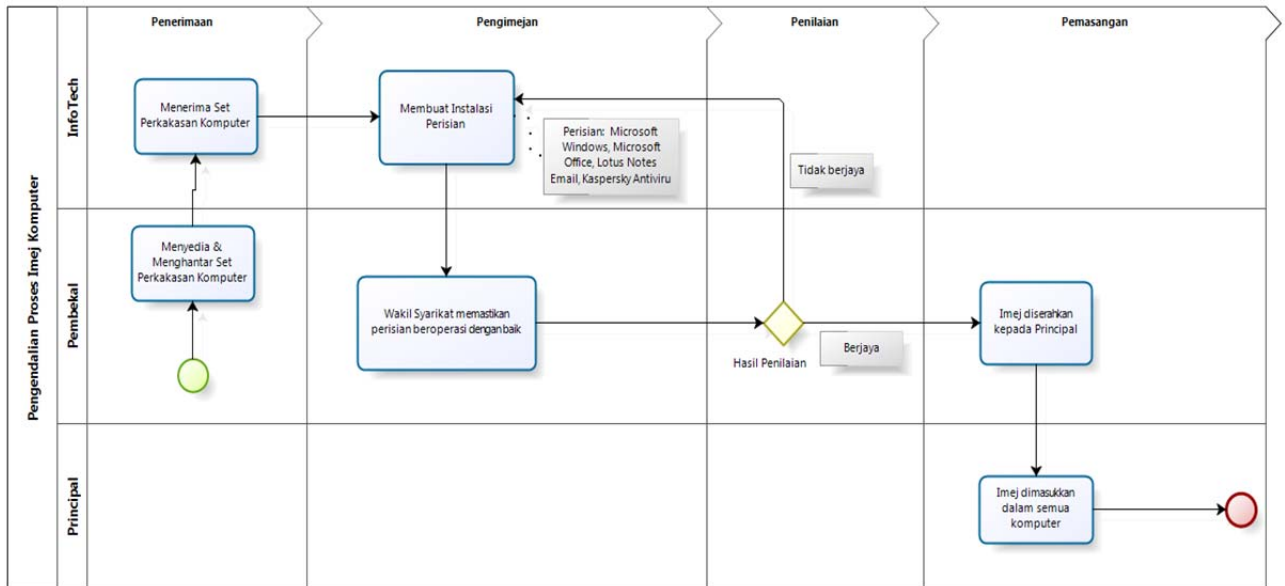 Pengendalian Proses Imej Komputer
Penerimaan
Pengimejan
Penilaian
Pemasangan
InfoTech
Menerima Set
Perkakasan Komputer
Membuat Instalasi
Perisian
Perisian: Microsoft
Windows, Microsoft
Office, Lotus Notes
Email, Kaspersky Antiviru
Tidak berjaya
Pembekal
Menyedia &
Menghantar Set
Perkakasan Komputer
Wakil Syarikat memastikan
perisian beroperasi dengan baik
Hasil Penilaian
Berjaya
Imej diserahkan
kepada Principal
Principal
Imej dimasukkan
dalam semua
komputer